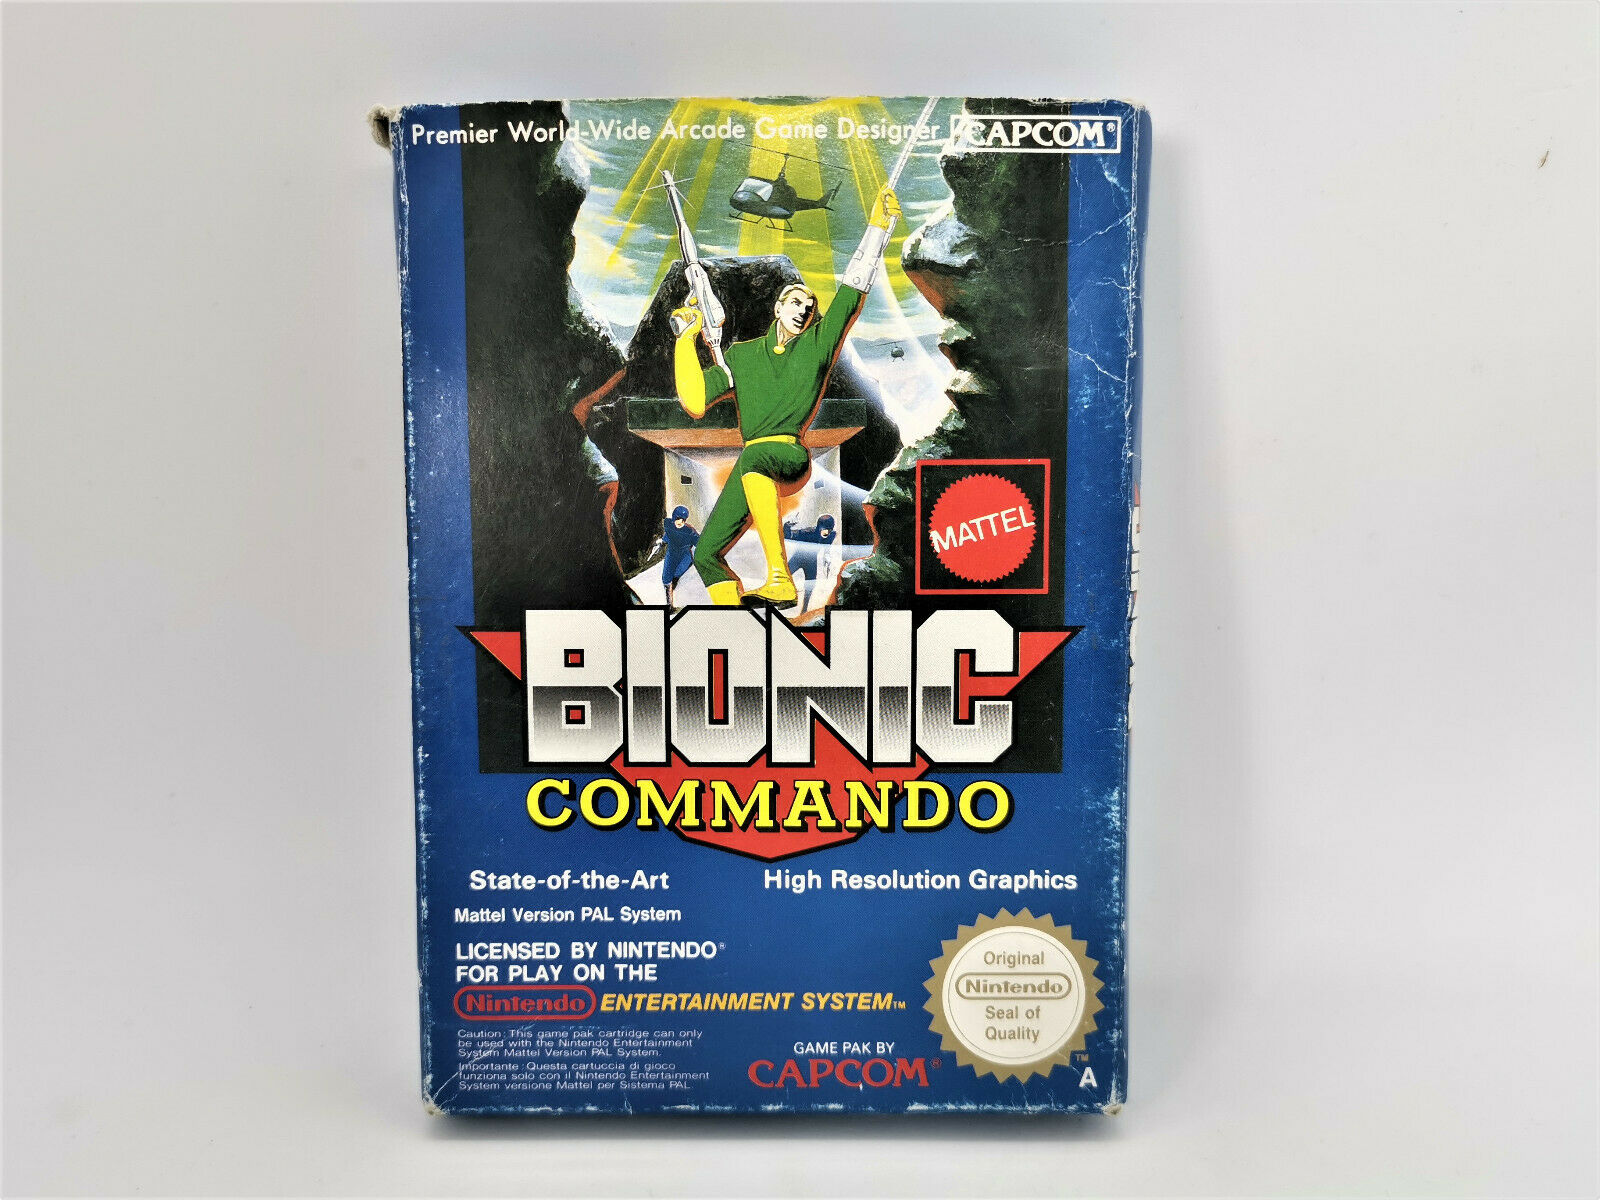 Premier World-Wide Arcade Game Designer CAPCOM®
MATTEL
BIONIC
COMMANDO
State-of-the-Art High Resolution Graphics
Mattel Version PAL System
LICENSED BY NINTENDO®
FOR PLAY ON THE
Nintendo ENTERTAINMENT SYSTEM™
Caution: This game pak cartridge can only
be used with the Nintendo Entertainment
System Mattel Version PAL System.
Importante: Questa cartuccia di gioco
funziona solo con il Nintendo Entertainment
System versione Mattel per Sistema PAL.
GAME PAK BY
CAPCOM®
Original
Nintendo
Seal of
Quality
™
A